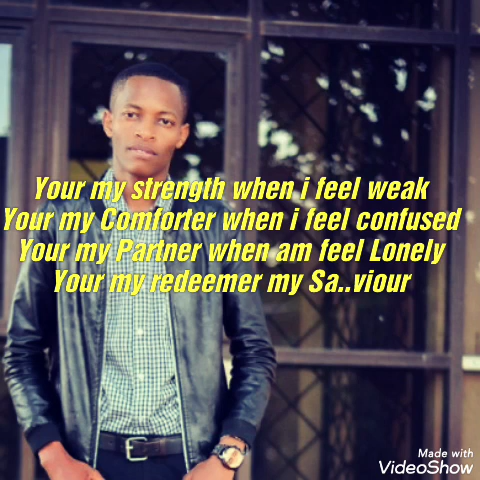 Your my strength when i feel weak
Your my Comforter when i feel confused
Your my Partner when am feel Lonely
Your my redeemer my Sa..viour
Made with
VideoShow